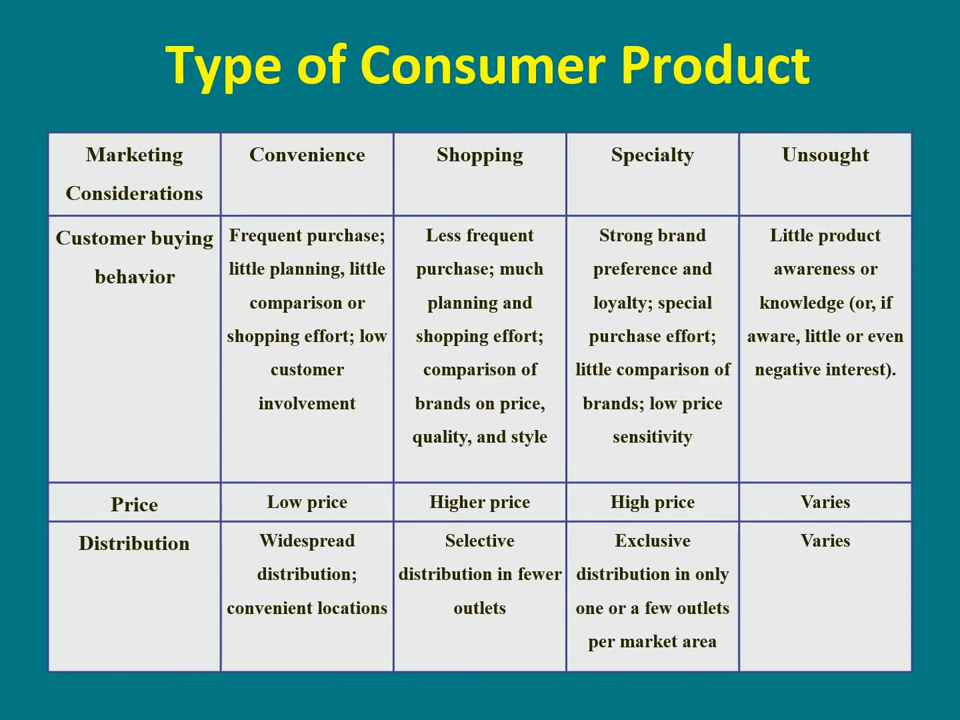 Type of Consumer Product
Marketing
Considerations
Convenience
Shopping
Specialty
Unsought
Customer buying
behavior
Frequent purchase;
little planning, little
comparison or
shopping effort; low
customer
involvement
Less frequent
purchase; much
planning and
shopping effort;
comparison of
brands on price,
quality, and style
Strong brand
preference and
loyalty; special
purchase effort;
little comparison of
brands; low price
sensitivity
Little product
awareness or
knowledge (or, if
aware, little or even
negative interest).
Price
Low price
Higher price
High price
Varies
Distribution
Widespread
distribution;
convenient locations
Selective
distribution in fewer
outlets
Exclusive
distribution in only
one or a few outlets
per market area
Varies